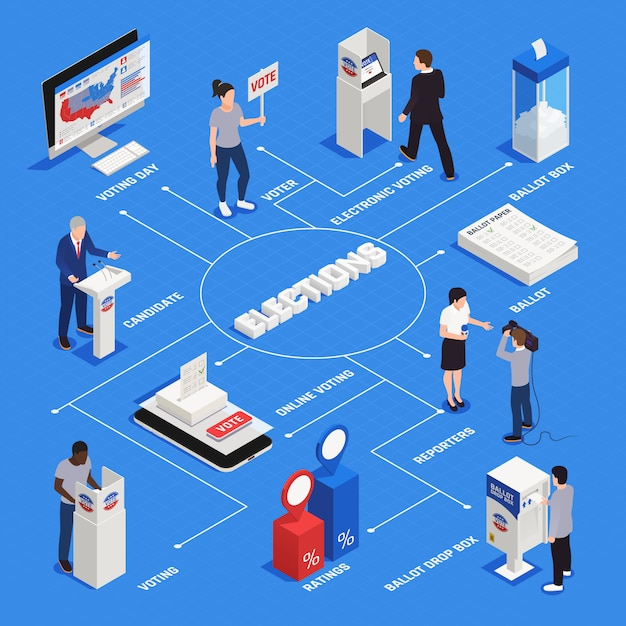 VOTING DAY
VOTE
VOTER
ELECTRONIC VOTING
BALLOT BOX
BALLOT PAPER
BALLOT
CANDIDATE
ELECTIONS
ONLINE VOTING
VOTE
REPORTERS
VOTING
%
%
RATINGS
BALLOT
DROP BOX
BALLOT DROP BOX